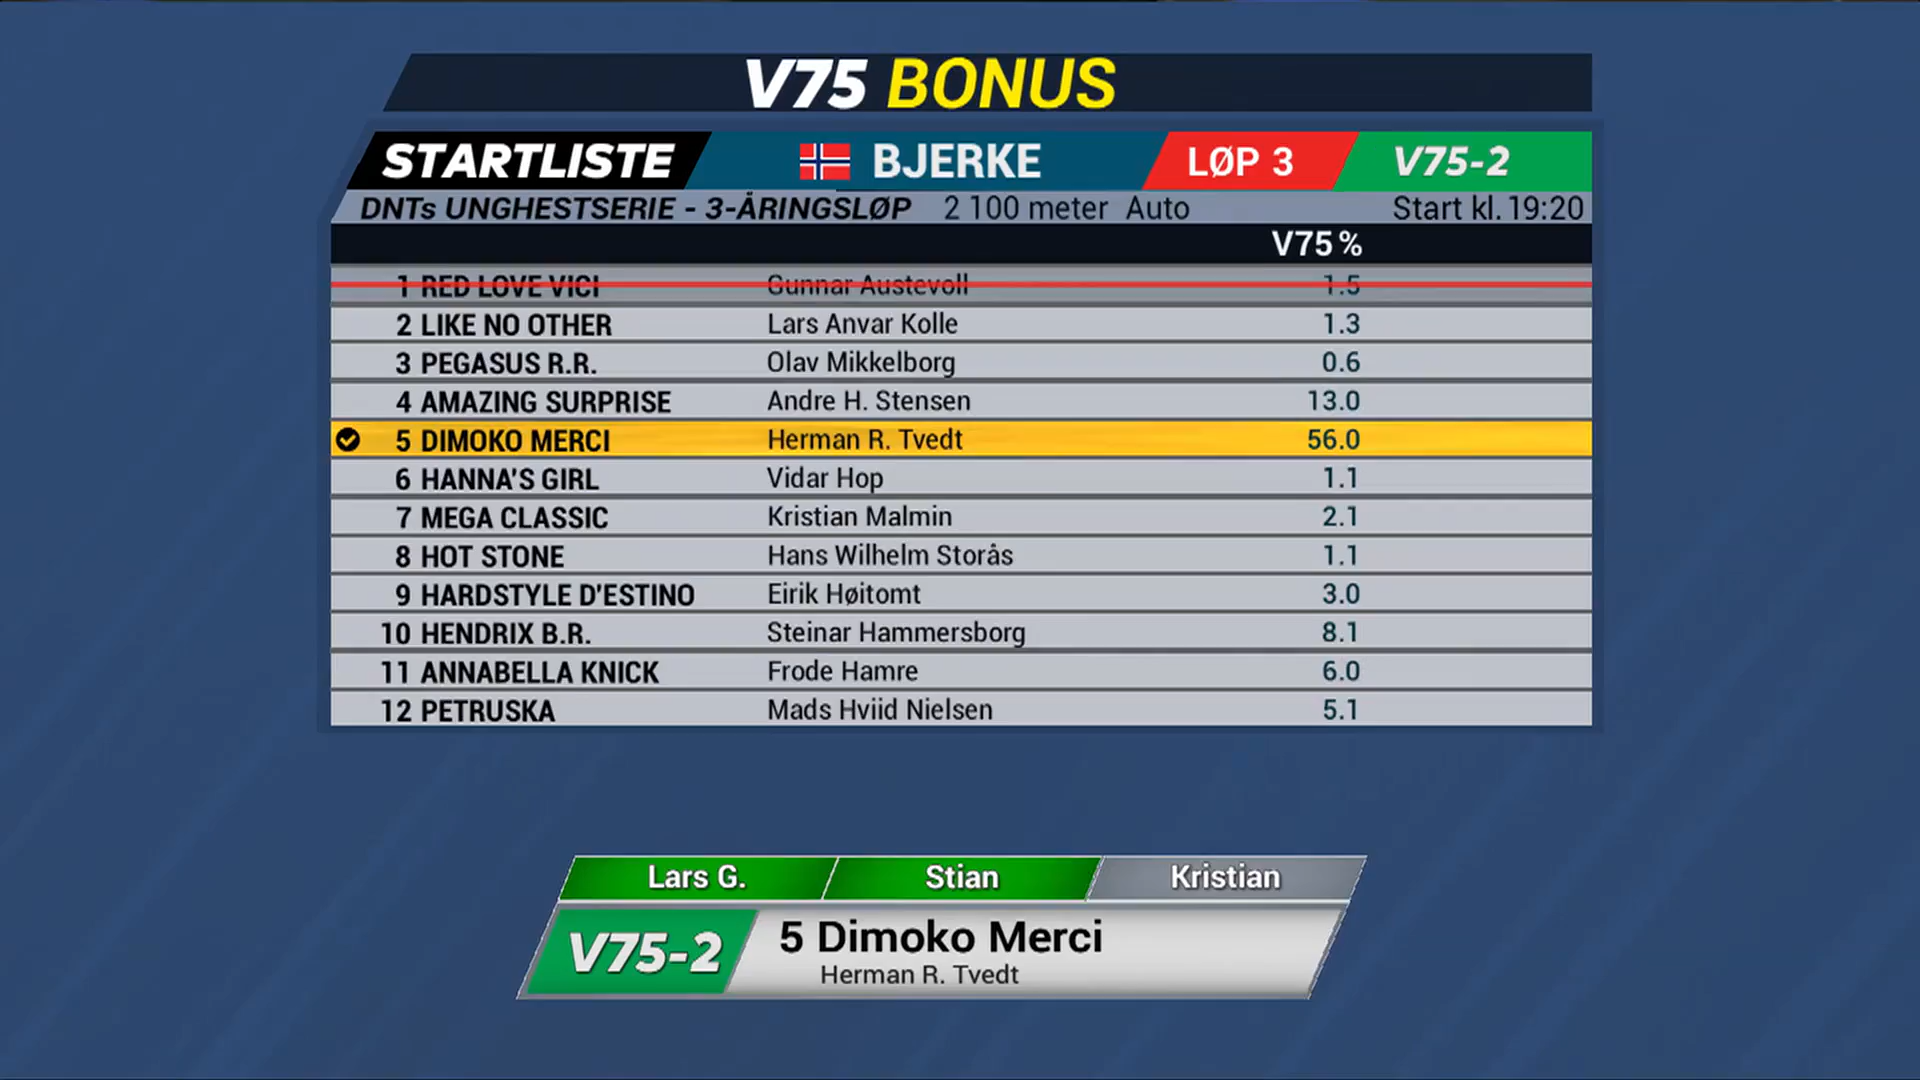 V75 BONUS
STARTLISTE BJERKE LØP 3 V75-2
DNTs UNGHESTSERIE - 3-ÅRINGSLØP 2 100 meter Auto Start kl. 19:20
V75%
1 RED LOVE VICI Gunnar Austevoll 1.5
2 LIKE NO OTHER Lars Anvar Kolle 1.3
3 PEGASUS R.R. Olav Mikkelborg 0.6
4 AMAZING SURPRISE Andre H. Stensen 13.0
5 DIMOKO MERCI Herman R. Tvedt 56.0
6 HANNA'S GIRL Vidar Hop 1.1
7 MEGA CLASSIC Kristian Malmin 2.1
8 HOT STONE Hans Wilhelm Storås 1.1
9 HARDSTYLE D'ESTINO Eirik Høitomt 3.0
10 HENDRIX B.R. Steinar Hammersborg 8.1
11 ANNABELLA KNICK Frode Hamre 6.0
12 PETRUSKA Mads Hviid Nielsen 5.1
Lars G. Stian Kristian
V75-2 5 Dimoko Merci
Herman R. Tvedt